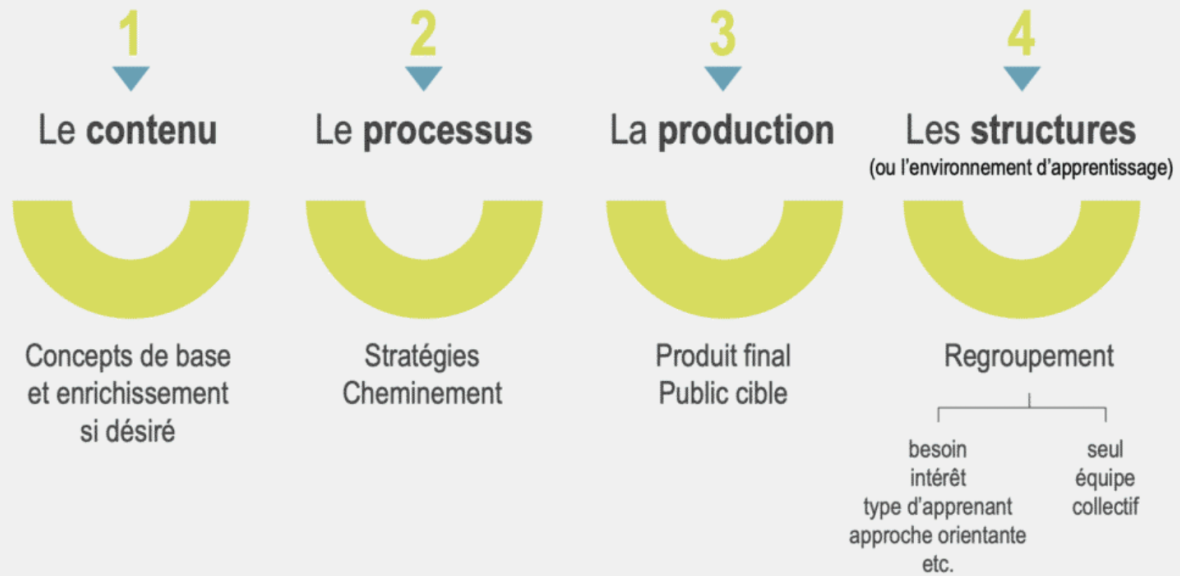 1
Le contenu
Concepts de base
et enrichissement
si désiré
2
Le processus
Stratégies
Cheminement
3
La production
Produit final
Public cible
4
Les structures
(ou l'environnement d'apprentissage)
Regroupement
besoin
intérêt
type d'apprenant
approche orientante
etc.
seul
équipe
collectif